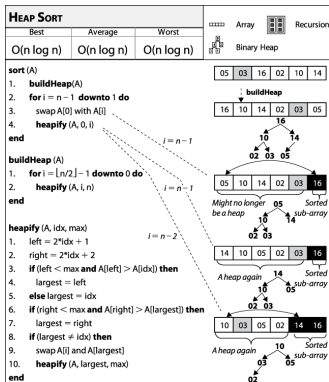 HEAP SORT
Best Average Worst
O(n log n) O(n log n) O(n log n)
Array Recursion
Binary Heap
sort (A)
1. buildHeap(A)
2. for i = n−1 downto 1 do
3. swap A[0] with A[i]
4. heapify (A, 0, i)
end
buildHeap (A)
1. for i = ⌊n/2⌋−1 downto 0 do
2. heapify (A, i, n)
end
heapify (A, idx, max)
1. left = 2*idx + 1
2. right = 2*idx + 2
3. if (left < max and A[left] > A[idx]) then
4. largest = left
5. else largest = idx
6. if (right < max and A[right] > A[largest]) then
7. largest = right
8. if (largest ≠ idx) then
9. swap A[i] and A[largest]
10. heapify (A, largest, max)
end
05 03 16 02 10 14
buildHeap
16 10 14 02 03 05
16
10 14
02 03 05
i = n−1
05 10 14 02 03 16
i = n−1
Might no longer be a heap
05
10 14
02 03
Sorted sub-array
i = n−2
14 10 05 02 03 16
A heap again
14
10 05
02 03
Sorted sub-array
10 03 05 02 14 16
A heap again
10
03 05
02
Sorted sub-array